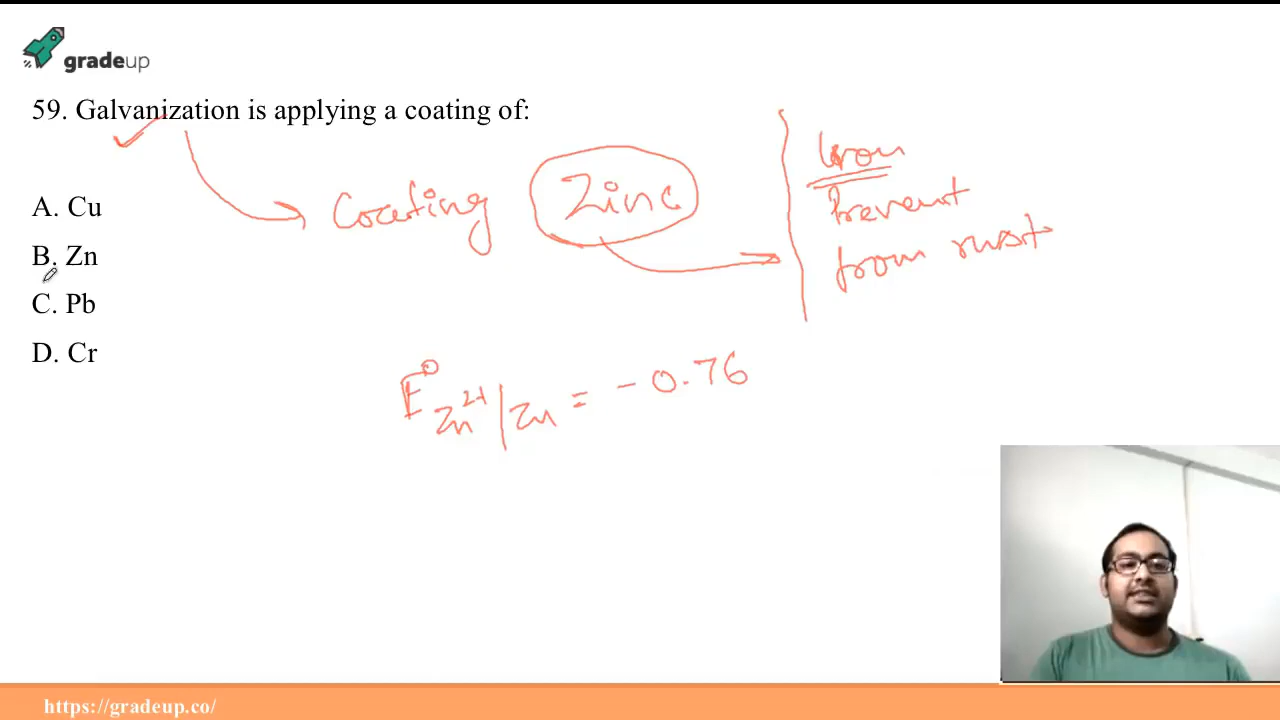 gradeup
59. Galvanization is applying a coating of:
A. Cu
B. Zn
C. Pb
D. Cr
Coating Zinc
Iron
Prevent
from rust
E⁰ Zn²⁺/Zn = -0.76
https://gradeup.co/